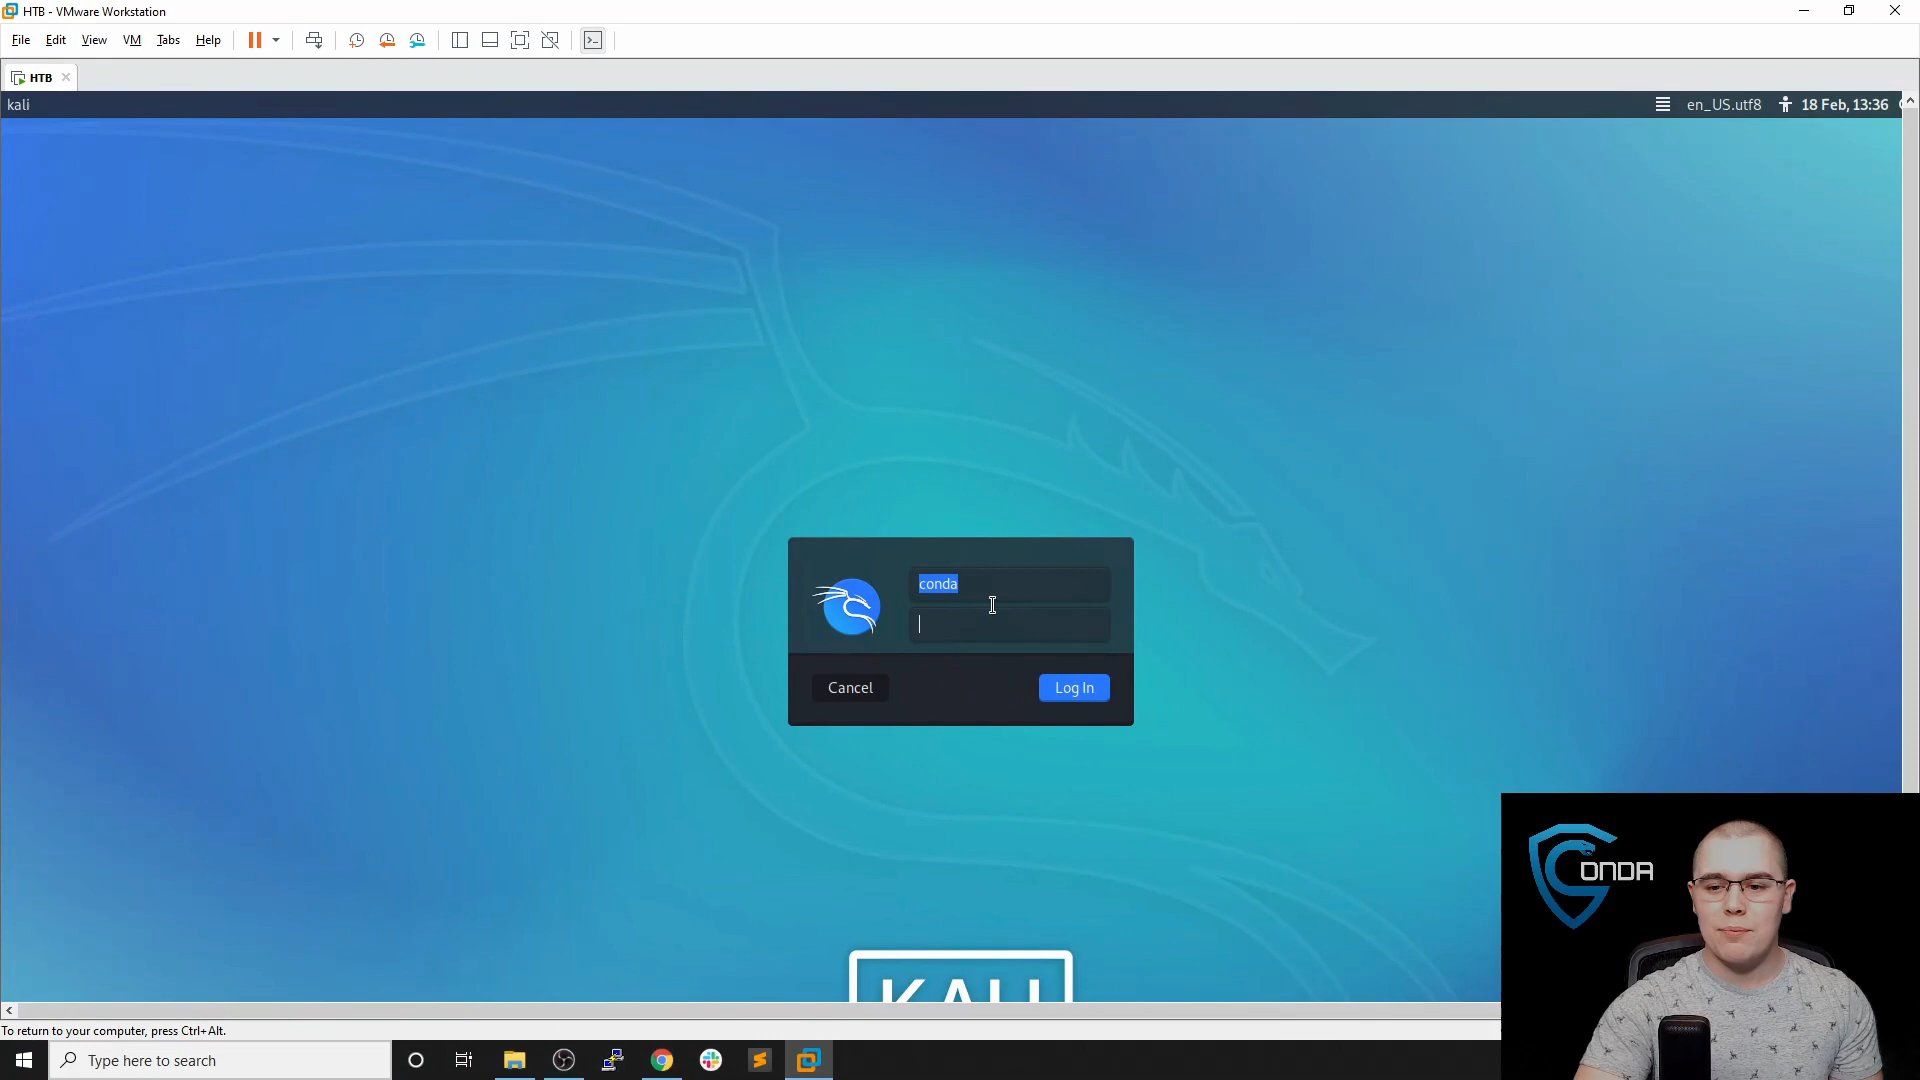 HTB - VMware Workstation
File Edit View VM Tabs Help
HTB
kali en_US.utf8 18 Feb, 13:36
conda
Cancel Log In
KALI
CONDA
To return to your computer, press Ctrl+Alt.
Type here to search